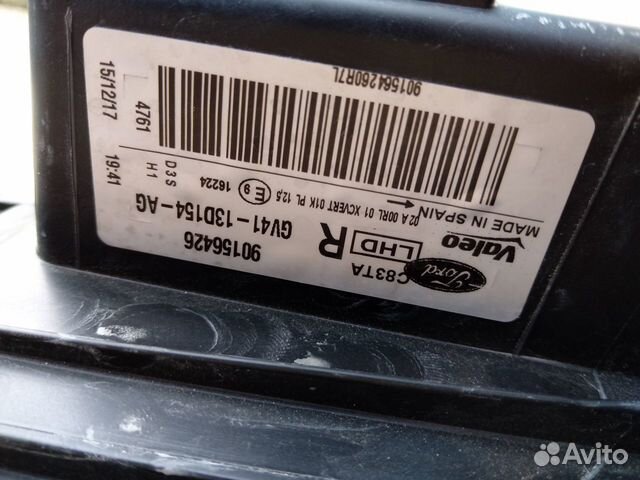 Ford
C83TA
LHD R
90156426
GV41-13D154-AG
Valeo
MADE IN SPAIN
02 A 00RL 01 XCVERT 01K PL 12,5
E9 16224
D3S
H1
19:41
4761
15/12/17
90156426OR7L
Avito